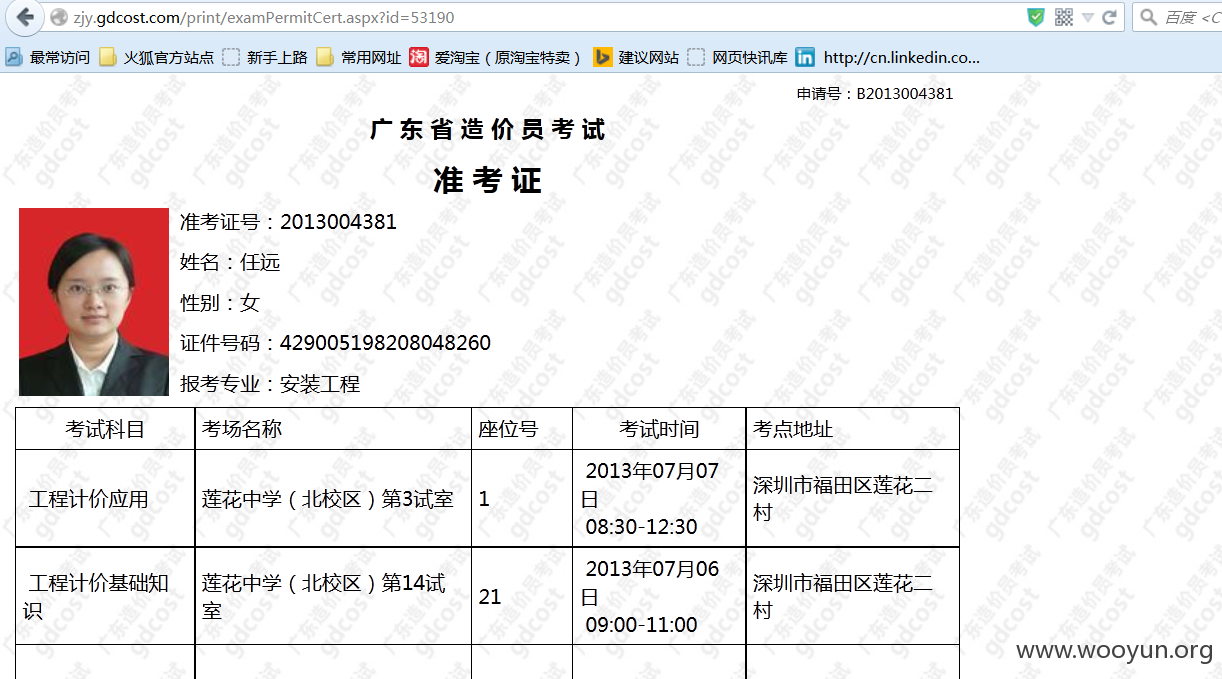 zjy.gdcost.com/print/examPermitCert.aspx?id=53190
百度 <C
最常访问 火狐官方站点 新手上路 常用网址 淘 爱淘宝（原淘宝特卖） 建议网站 网页快讯库 in http://cn.linkedin.co...
申请号：B2013004381
广东省造价员考试
准考证
准考证号：2013004381
姓名：任远
性别：女
证件号码：429005198208048260
报考专业：安装工程
考试科目 考场名称 座位号 考试时间 考点地址
工程计价应用 莲花中学（北校区）第3试室 1 2013年07月07
日
08:30-12:30 深圳市福田区莲花二
村
工程计价基础知
识 莲花中学（北校区）第14试
室 21 2013年07月06
日
09:00-11:00 深圳市福田区莲花二
村
广东造价员考试
gdcost
www.wooyun.org